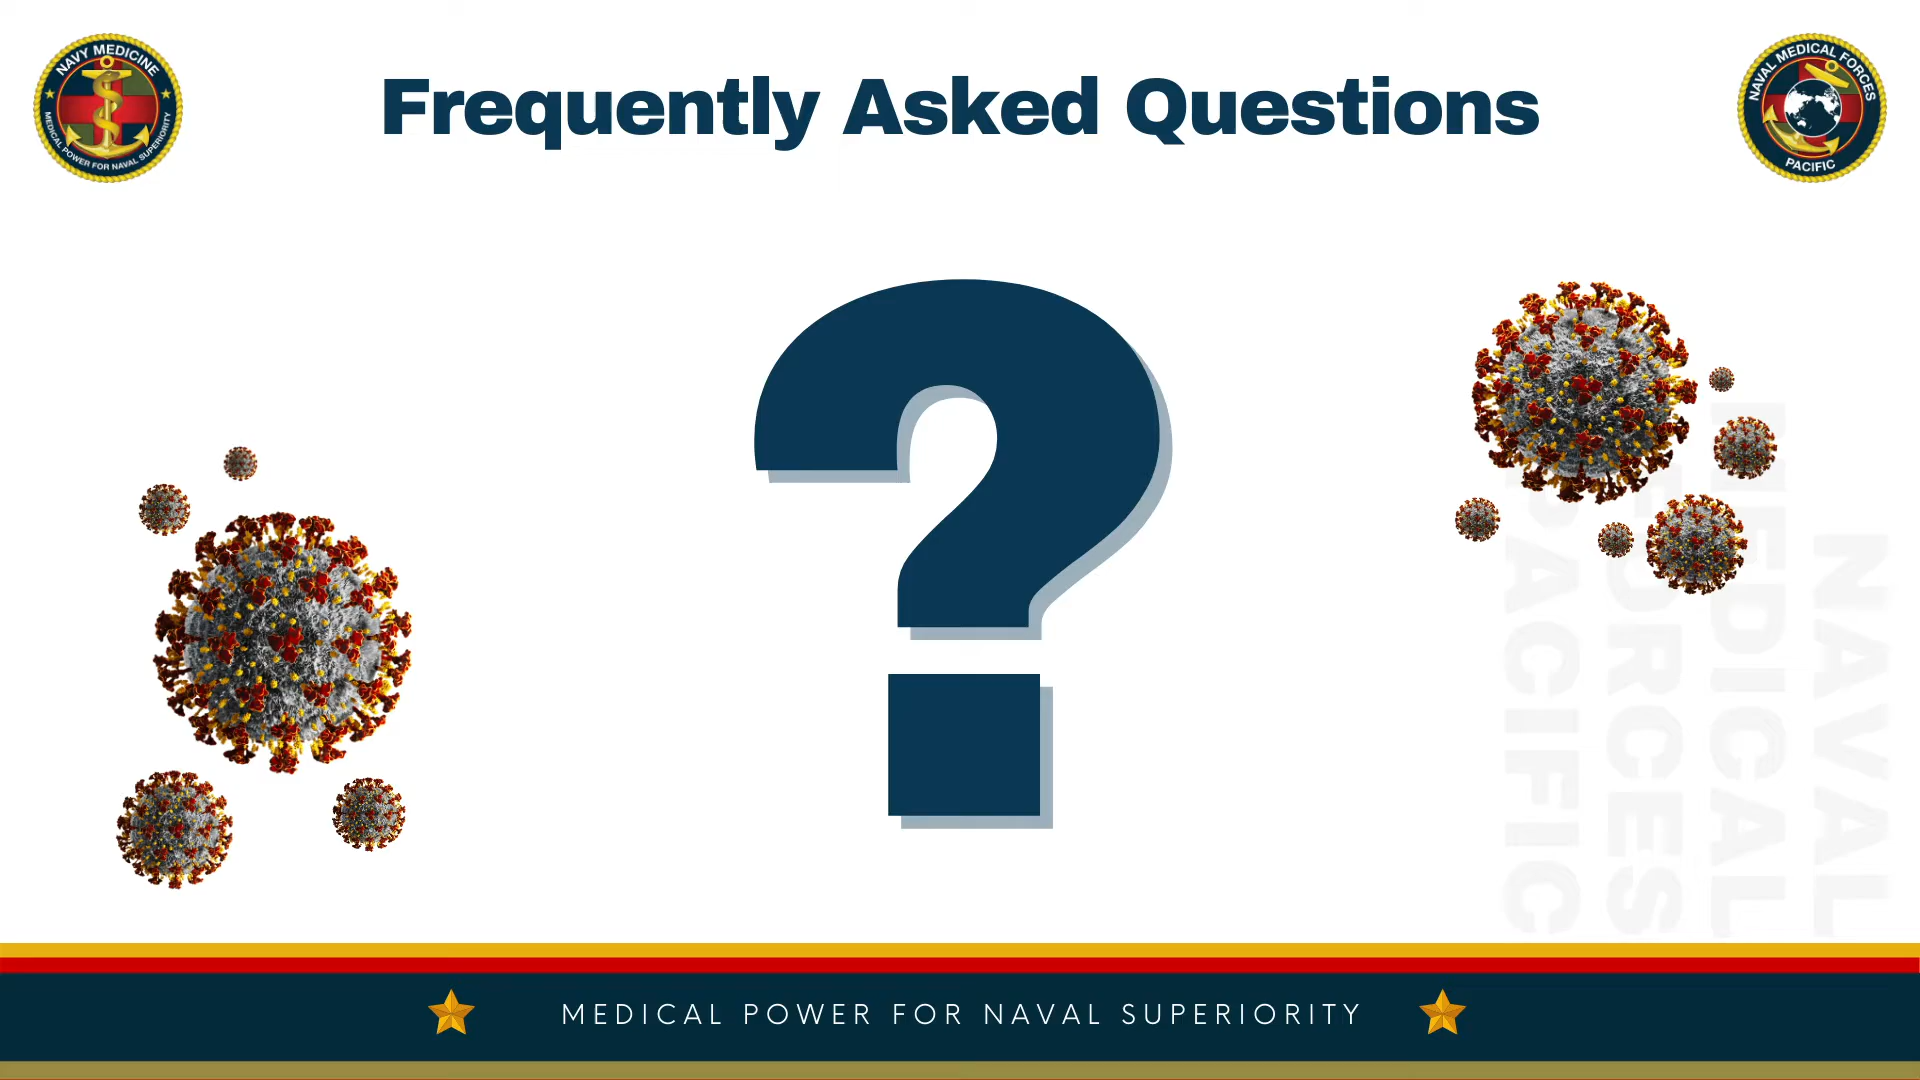 NAVY MEDICINE
MEDICAL POWER FOR NAVAL SUPERIORITY
Frequently Asked Questions
NAVAL MEDICAL FORCES
PACIFIC
?
NAVAL
MEDICAL
FORCES
PACIFIC
MEDICAL POWER FOR NAVAL SUPERIORITY